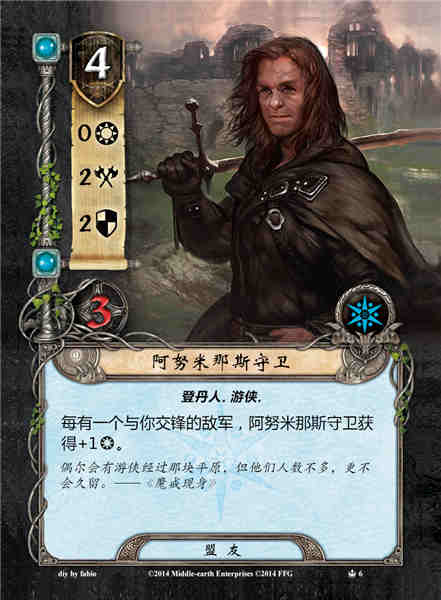 4
0
2
2
3
阿努米那斯守卫
登丹人. 游侠.
每有一个与你交锋的敌军，阿努米那斯守卫获
得+1。
偶尔会有游侠经过那块平原，但他们人数不多，更不
会久留。——《魔戒现身》
盟友
diy by fabio ©2014 Middle-earth Enterprises ©2014 FFG 6